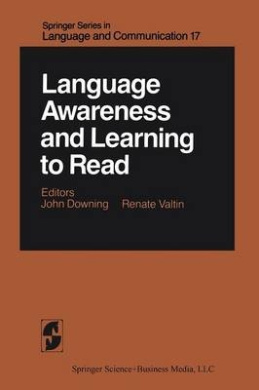 Springer Series in
Language and Communication 17
Language
Awareness
and Learning
to Read
Editors
John Downing Renate Valtin
Springer Science+Business Media, LLC